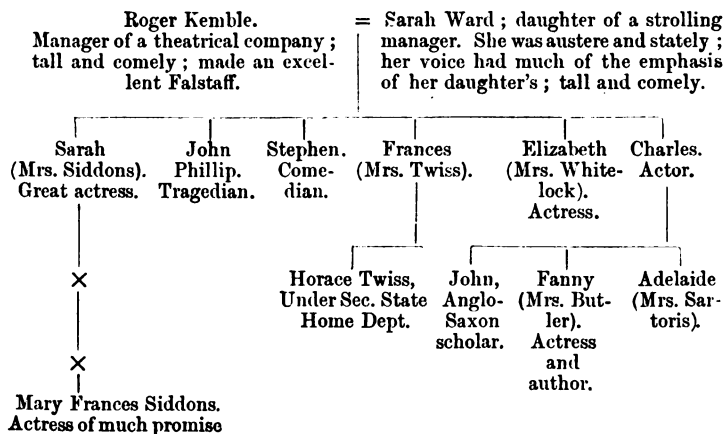 Roger Kemble.
Manager of a theatrical company ;
tall and comely ; made an excel-
lent Falstaff.
= Sarah Ward ; daughter of a strolling
manager. She was austere and stately ;
her voice had much of the emphasis
of her daughter's ; tall and comely.
Sarah
(Mrs. Siddons).
Great actress.
John
Phillip.
Tragedian.
Stephen.
Come-
dian.
Frances
(Mrs. Twiss).
Elizabeth
(Mrs. White-
lock).
Actress.
Charles.
Actor.
×
×
Mary Frances Siddons.
Actress of much promise
Horace Twiss,
Under Sec. State
Home Dept.
John,
Anglo-
Saxon
scholar.
Fanny
(Mrs. But-
ler).
Actress
and
author.
Adelaide
(Mrs. Sar-
toris).